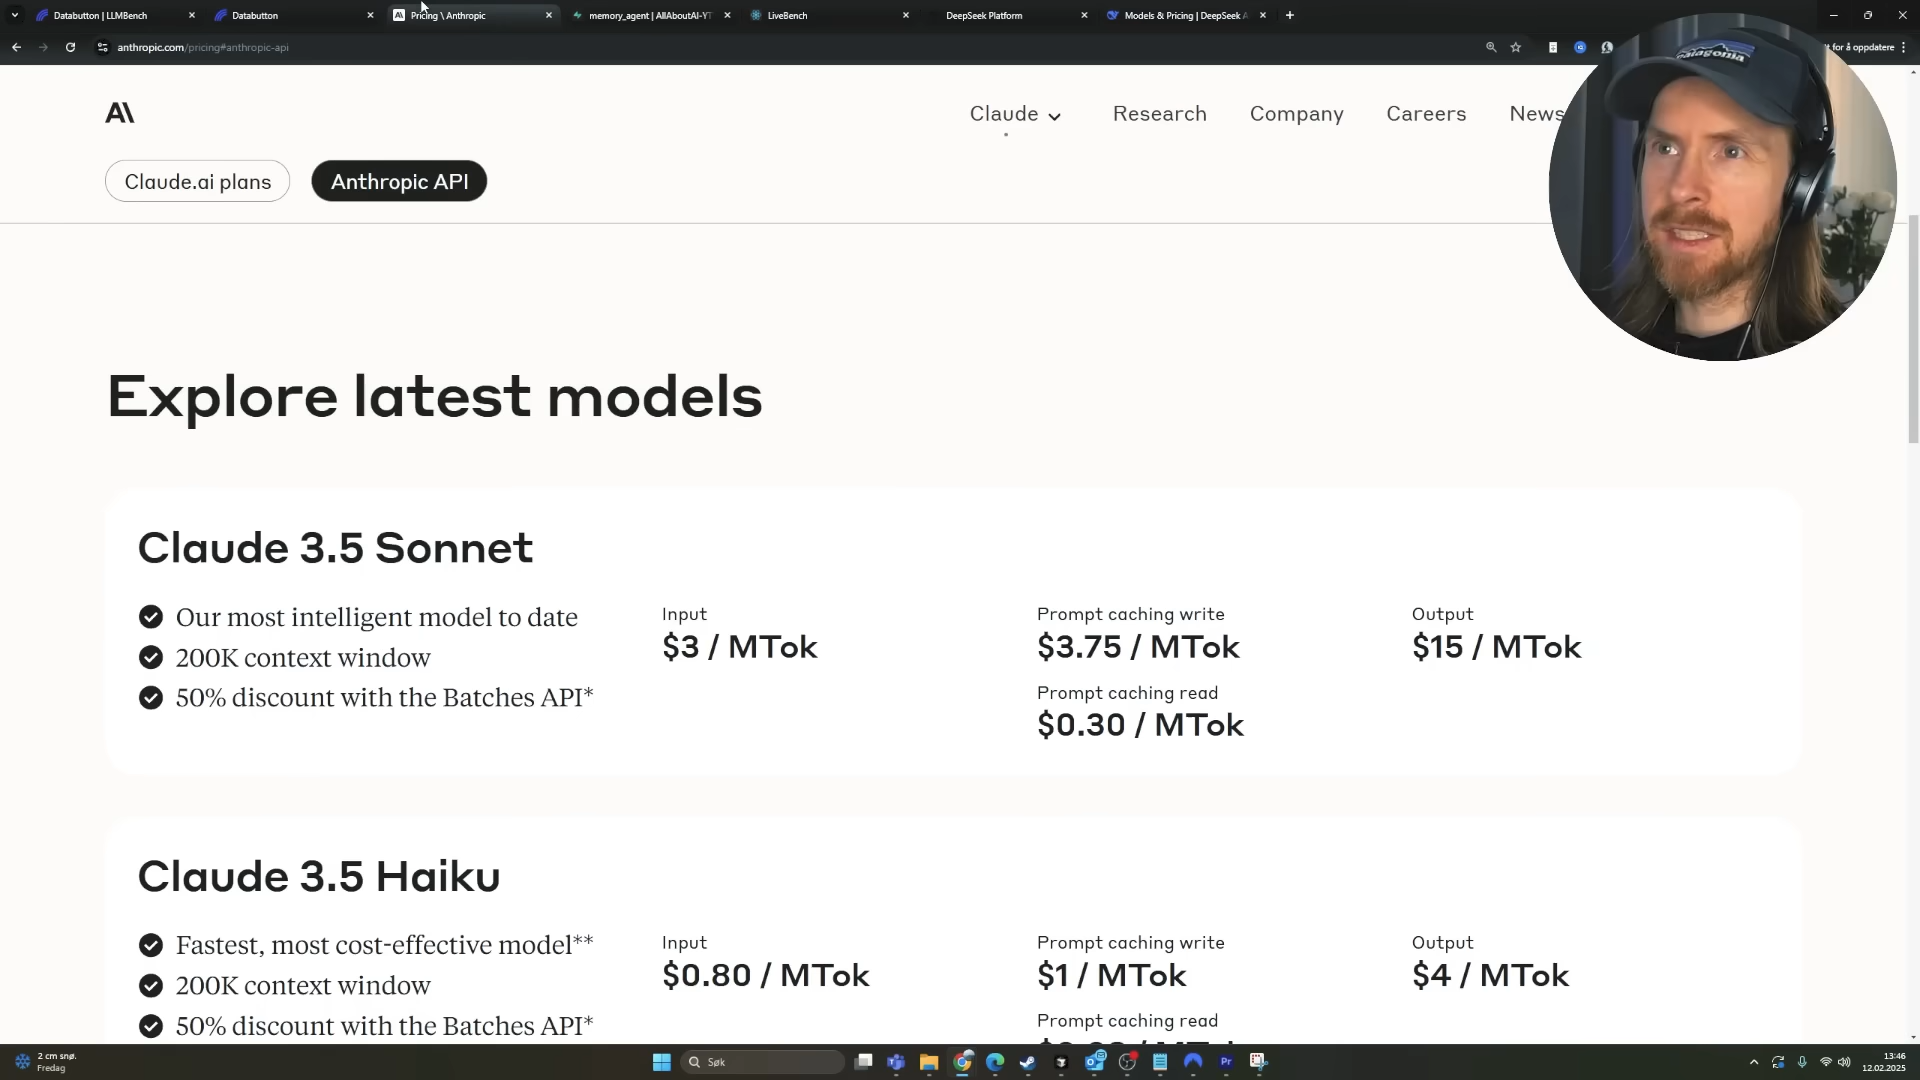 Databutton | LLMBench
Databutton
Pricing \ Anthropic
memory_agent | AllAboutAI-YT
LiveBench
DeepSeek Platform
Models & Pricing | DeepSeek A
anthropic.com/pricing#anthropic-api
t for å oppdatere
Claude
Research
Company
Careers
News
patagonia
Claude.ai plans
Anthropic API
Explore latest models
Claude 3.5 Sonnet
Our most intelligent model to date
200K context window
50% discount with the Batches API*
Input
$3 / MTok
Prompt caching write
$3.75 / MTok
Prompt caching read
$0.30 / MTok
Output
$15 / MTok
Claude 3.5 Haiku
Fastest, most cost-effective model**
200K context window
50% discount with the Batches API*
Input
$0.80 / MTok
Prompt caching write
$1 / MTok
Prompt caching read
Output
$4 / MTok
2 cm snø.
Fredag
Søk
Pr
13:46
12.02.2025